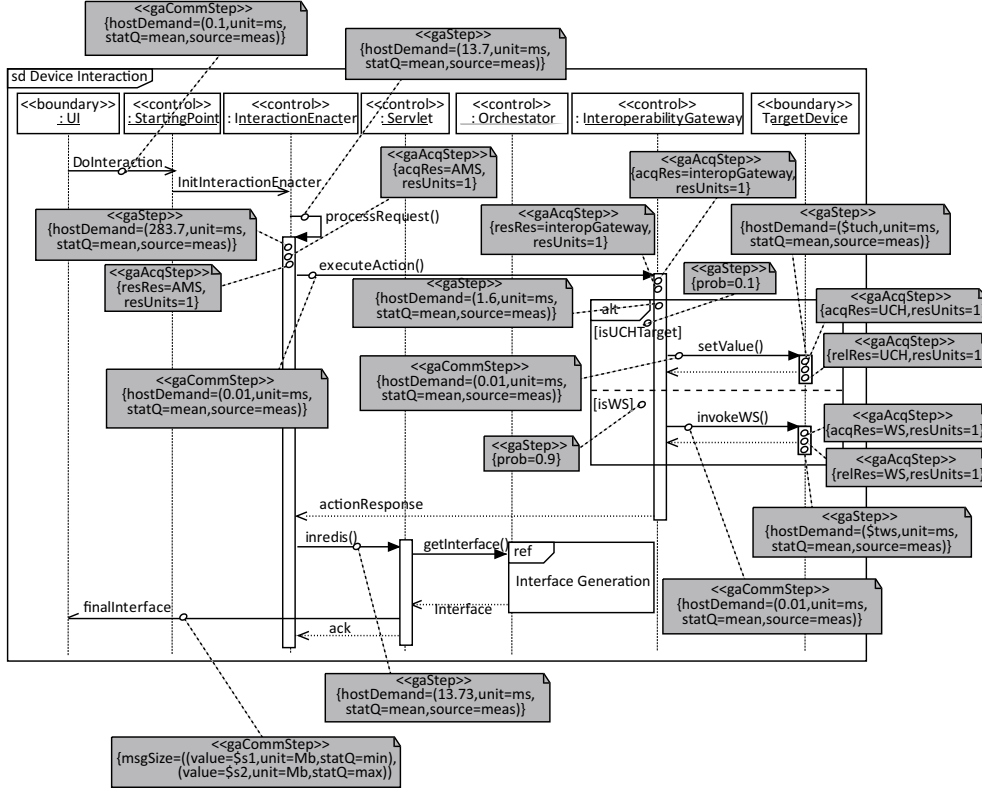 <<gaCommStep>>
{hostDemand=(0.1,unit=ms,
statQ=mean,source=meas)}
<<gaStep>>
{hostDemand=(13.7,unit=ms,
statQ=mean,source=meas)}
sd Device Interaction
<<boundary>>
: UI
<<control>>
: StartingPoint
<<control>>
: InteractionEnacter
<<control>>
: Servlet
<<control>>
: Orchestator
<<control>>
: InteroperabilityGateway
<<boundary>>
TargetDevice
DoInteraction
InitInteractionEnacter
<<gaAcqStep>>
{acqRes=AMS,
resUnits=1}
<<gaAcqStep>>
{acqRes=interopGateway,
resUnits=1}
<<gaStep>>
{hostDemand=(283.7,unit=ms,
statQ=mean,source=meas)}
processRequest()
<<gaAcqStep>>
{resRes=interopGateway,
resUnits=1}
<<gaStep>>
{hostDemand=($tuch,unit=ms,
statQ=mean,source=meas)}
<<gaAcqStep>>
{resRes=AMS,
resUnits=1}
executeAction()
<<gaStep>>
{prob=0.1}
<<gaStep>>
{hostDemand=(1.6,unit=ms,
statQ=mean,source=meas)}
alt
[isUCHTarget]
<<gaAcqStep>>
{acqRes=UCH,resUnits=1
setValue()
<<gaAcqStep>>
{relRes=UCH,resUnits=1
<<gaCommStep>>
{hostDemand=(0.01,unit=ms,
statQ=mean,source=meas)}
<<gaCommStep>>
{hostDemand=(0.01,unit=ms,
statQ=mean,source=meas)}
[isWS]
invokeWS()
<<gaAcqStep>>
{acqRes=WS,resUnits=1}
<<gaStep>>
{prob=0.9}
<<gaAcqStep>>
{relRes=WS,resUnits=1}
actionResponse
<<gaStep>>
{hostDemand=($tws,unit=ms,
statQ=mean,source=meas)}
inredis()
getInterface()
ref
Interface Generation
<<gaCommStep>>
{hostDemand=(0.01,unit=ms,
statQ=mean,source=meas)}
finalInterface
Interface
ack
<<gaStep>>
{hostDemand=(13.73,unit=ms,
statQ=mean,source=meas)}
<<gaCommStep>>
{msgSize=((value=$s1,unit=Mb,statQ=min),
(value=$s2,unit=Mb,statQ=max))